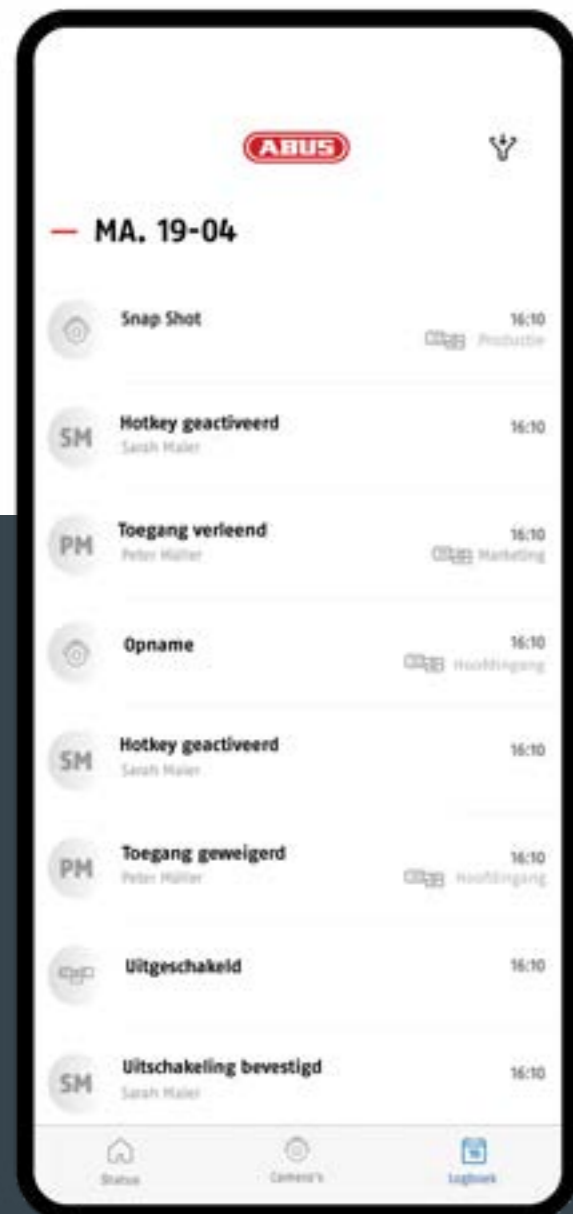 ABUS
MA. 19-04
Snap Shot
16:10
Productie
SM
Hotkey geactiveerd
16:10
Sarah Maier
PM
Toegang verleend
16:10
Peter Müller
Marketing
Opname
16:10
Hoofdingang
SM
Hotkey geactiveerd
16:10
Sarah Maier
PM
Toegang geweigerd
16:10
Peter Müller
Hoofdingang
Uitgeschakeld
16:10
SM
Uitschakeling bevestigd
16:10
Sarah Maier
Status
Camera's
Logboek